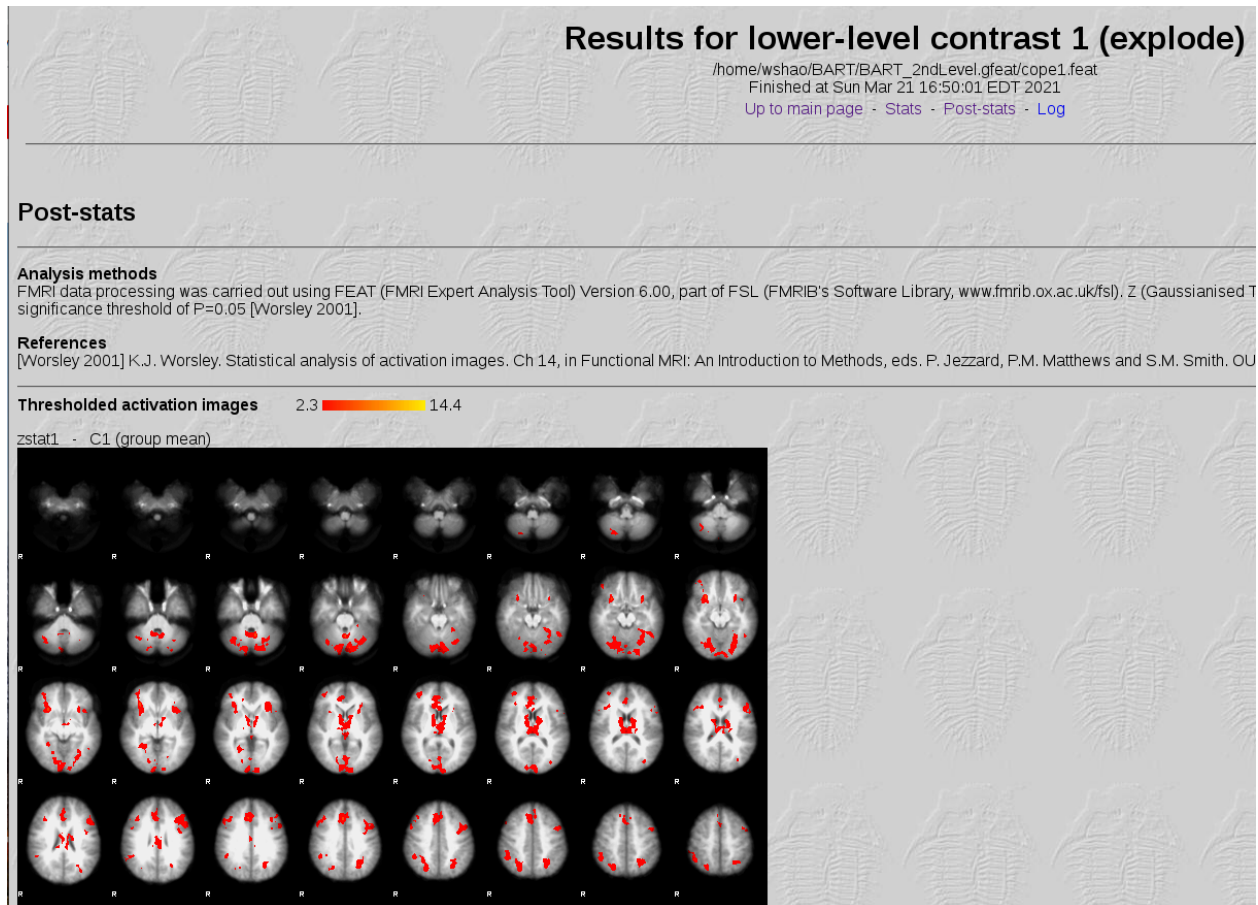 Results for lower-level contrast 1 (explode)
/home/wshao/BART/BART_2ndLevel.gfeat/cope1.feat
Finished at Sun Mar 21 16:50:01 EDT 2021
Up to main page - Stats - Post-stats - Log
Post-stats
Analysis methods
FMRI data processing was carried out using FEAT (FMRI Expert Analysis Tool) Version 6.00, part of FSL (FMRIB's Software Library, www.fmrib.ox.ac.uk/fsl). Z (Gaussianised T
significance threshold of P=0.05 [Worsley 2001].
References
[Worsley 2001] K.J. Worsley. Statistical analysis of activation images. Ch 14, in Functional MRI: An Introduction to Methods, eds. P. Jezzard, P.M. Matthews and S.M. Smith. OU
Thresholded activation images 2.3 14.4
zstat1 - C1 (group mean)
R R R R R R R R
R R R R R R R R
R R R R R R R R
R R R R R R R R